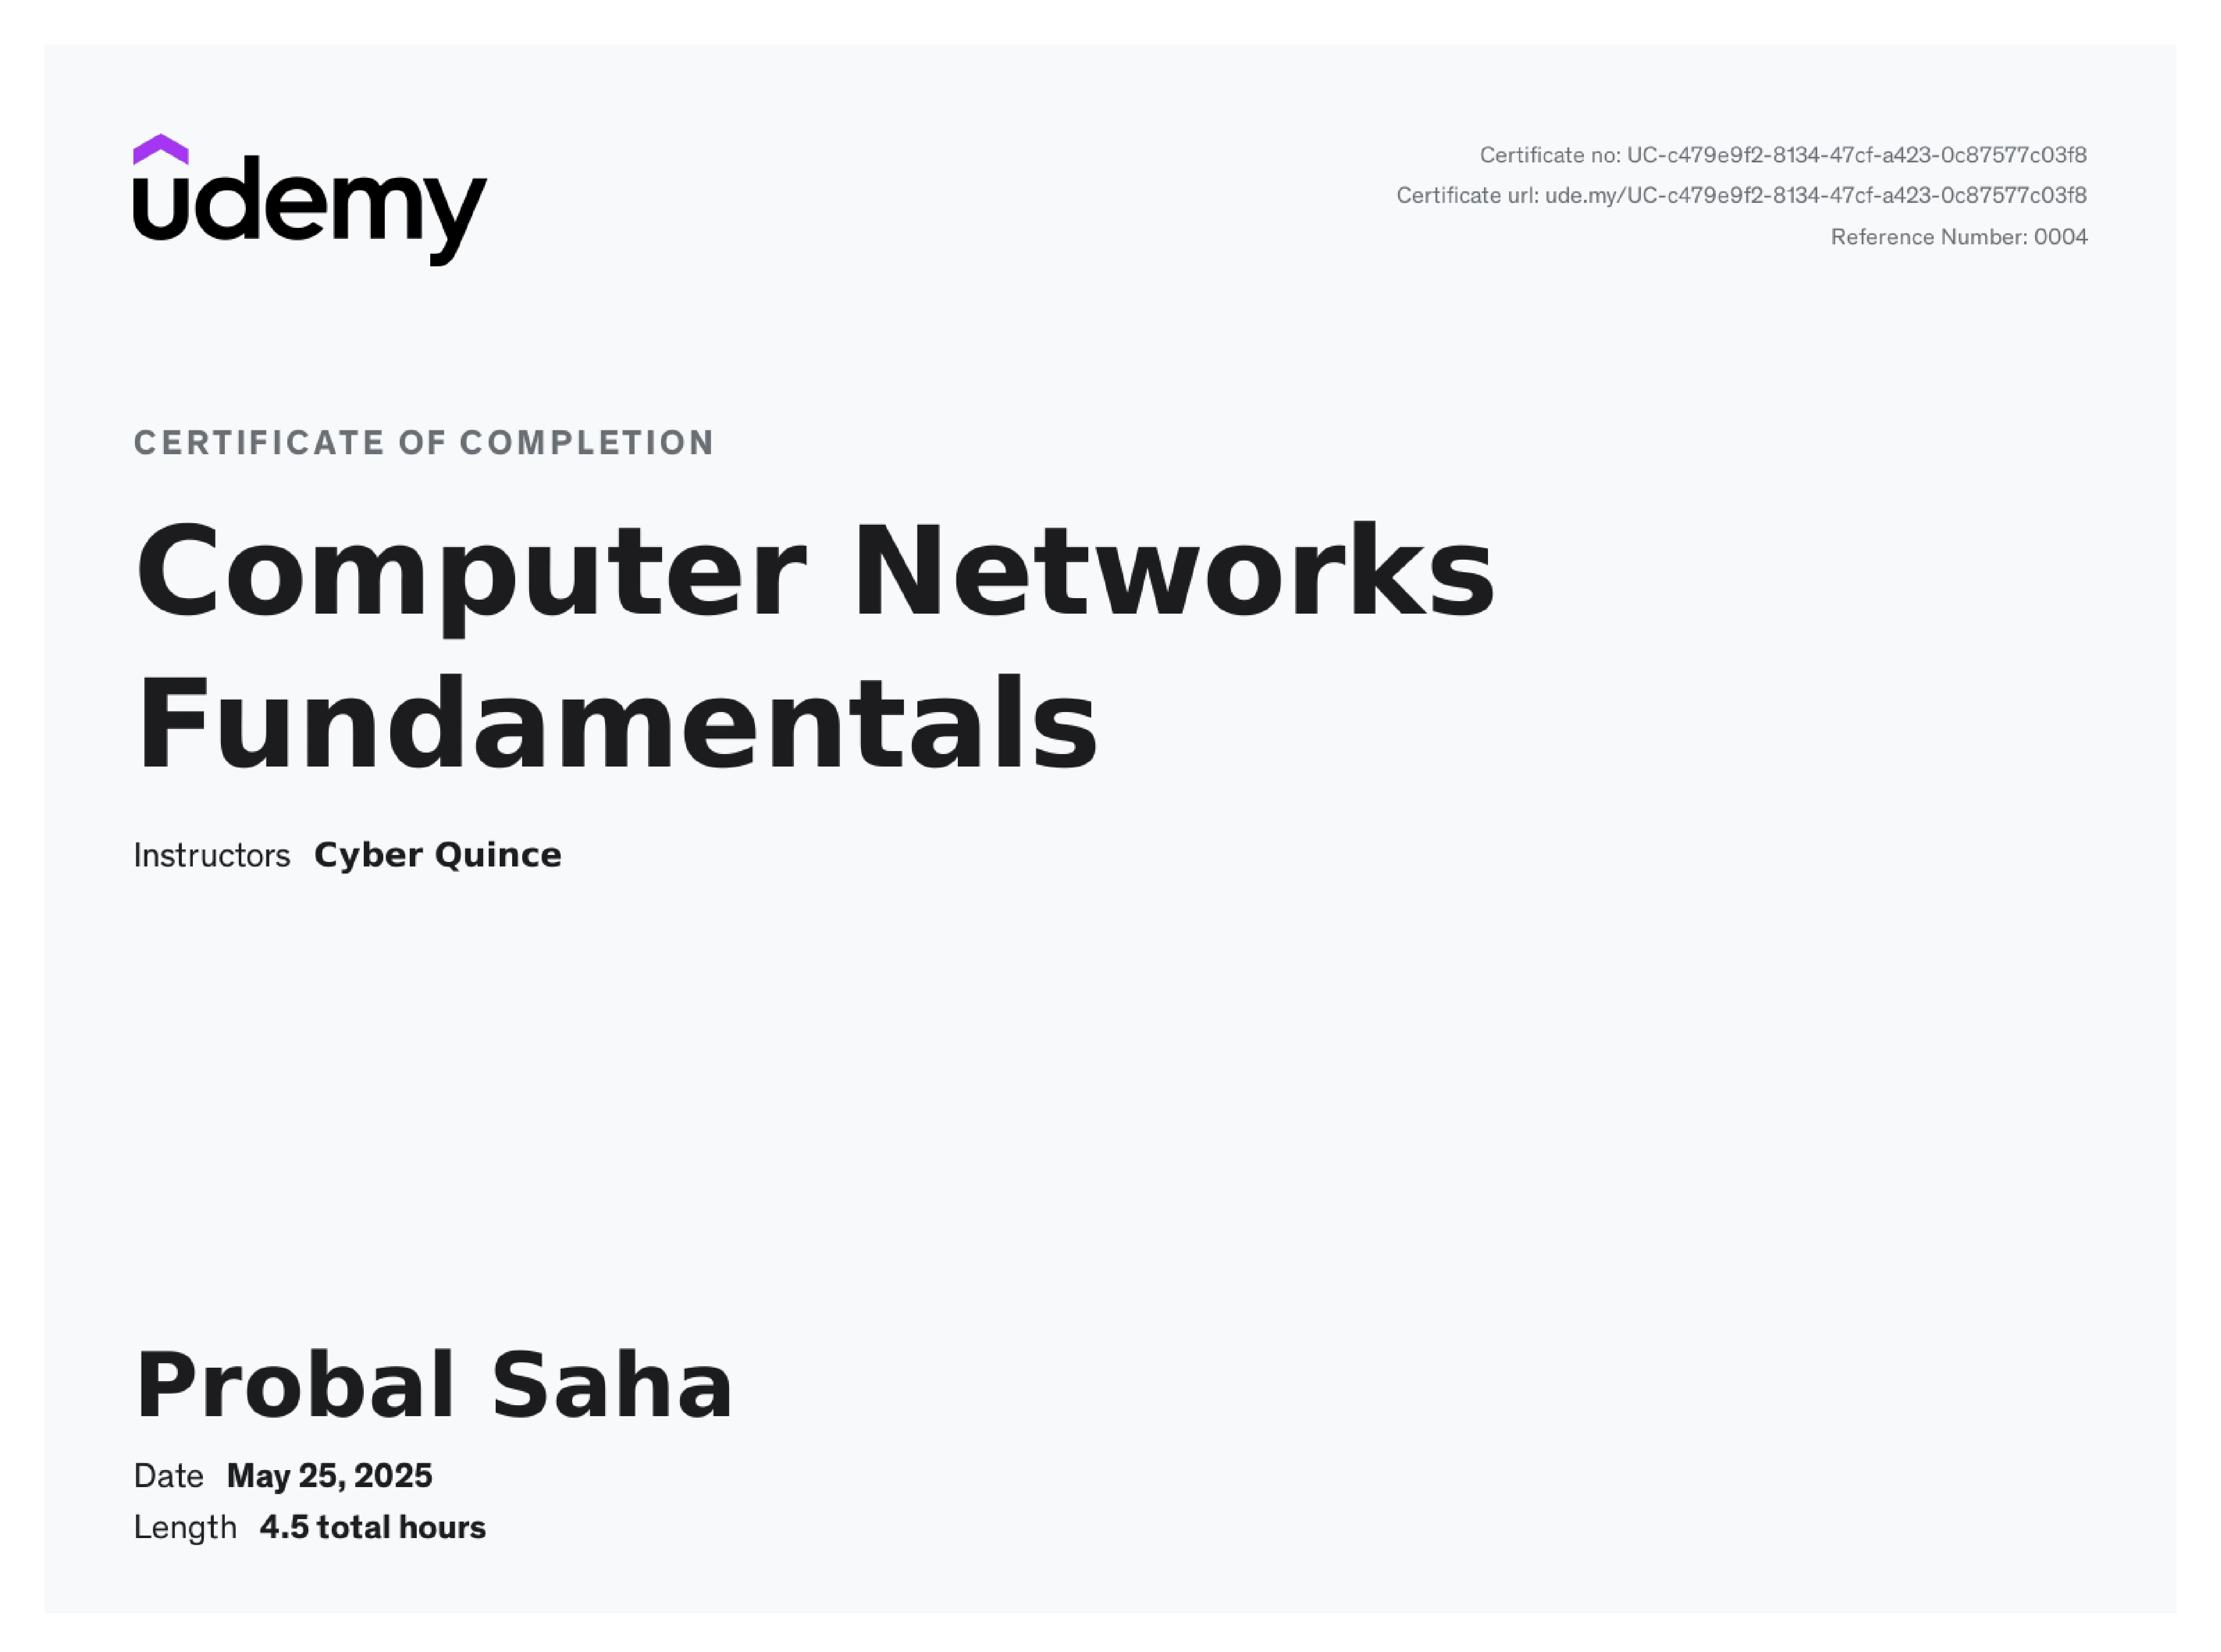 udemy
Certificate no: UC-c479e9f2-8134-47cf-a423-0c87577c03f8
Certificate url: ude.my/UC-c479e9f2-8134-47cf-a423-0c87577c03f8
Reference Number: 0004
CERTIFICATE OF COMPLETION
Computer Networks
Fundamentals
Instructors Cyber Quince
Probal Saha
Date May 25, 2025
Length 4.5 total hours